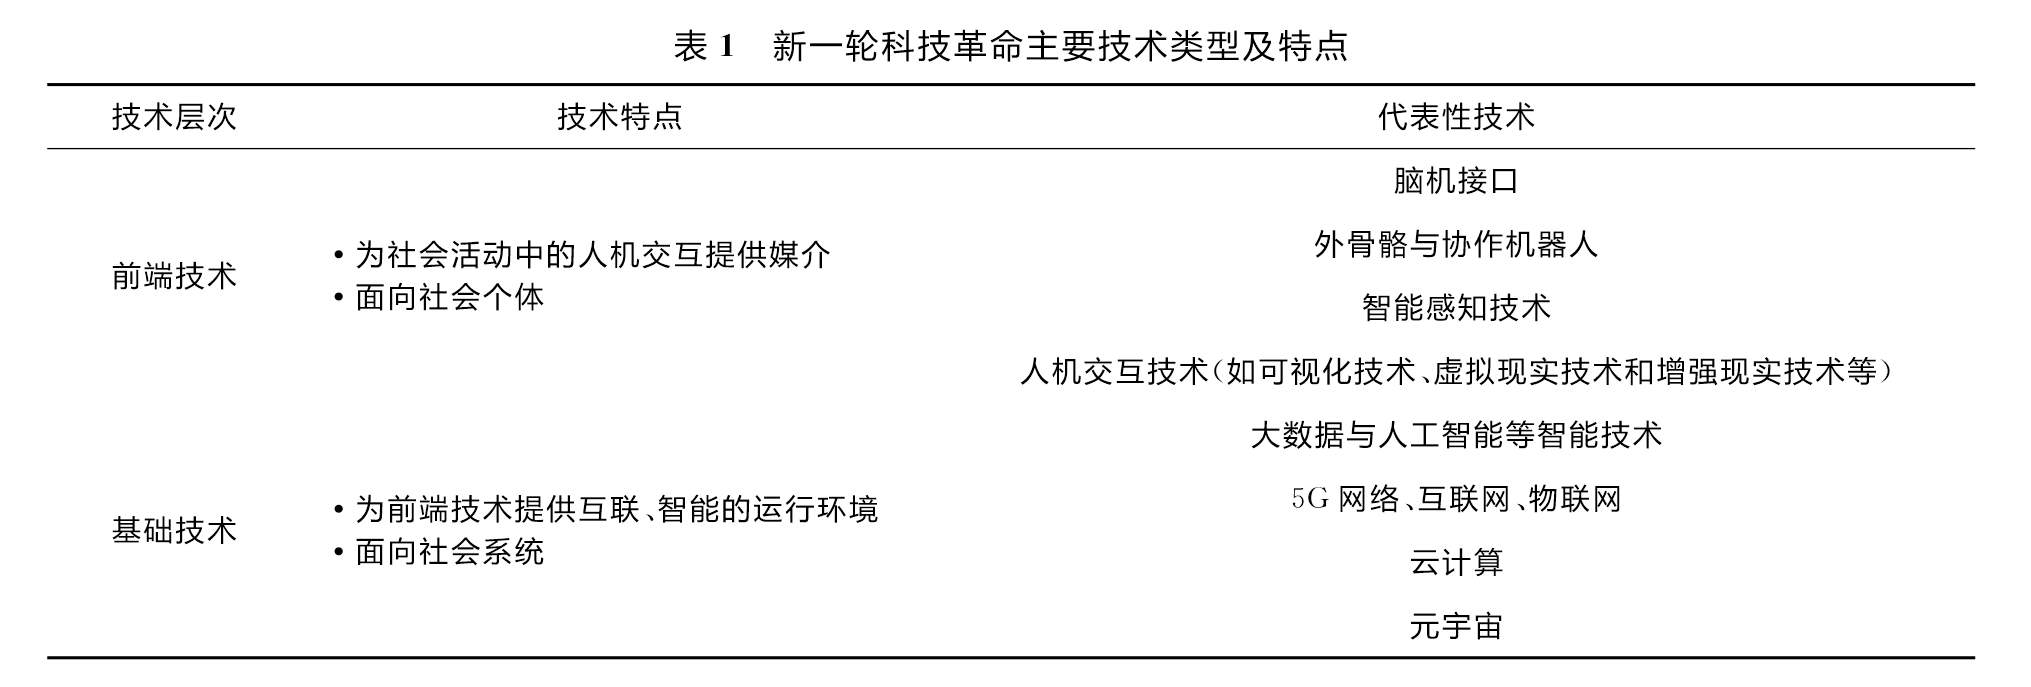 表 1 新一轮科技革命主要技术类型及特点
技术层次 技术特点 代表性技术
前端技术
• 为社会活动中的人机交互提供媒介
• 面向社会个体
脑机接口
外骨骼与协作机器人
智能感知技术
人机交互技术(如可视化技术、虚拟现实技术和增强现实技术等)
基础技术
• 为前端技术提供互联、智能的运行环境
• 面向社会系统
大数据与人工智能等智能技术
5G 网络、互联网、物联网
云计算
元宇宙